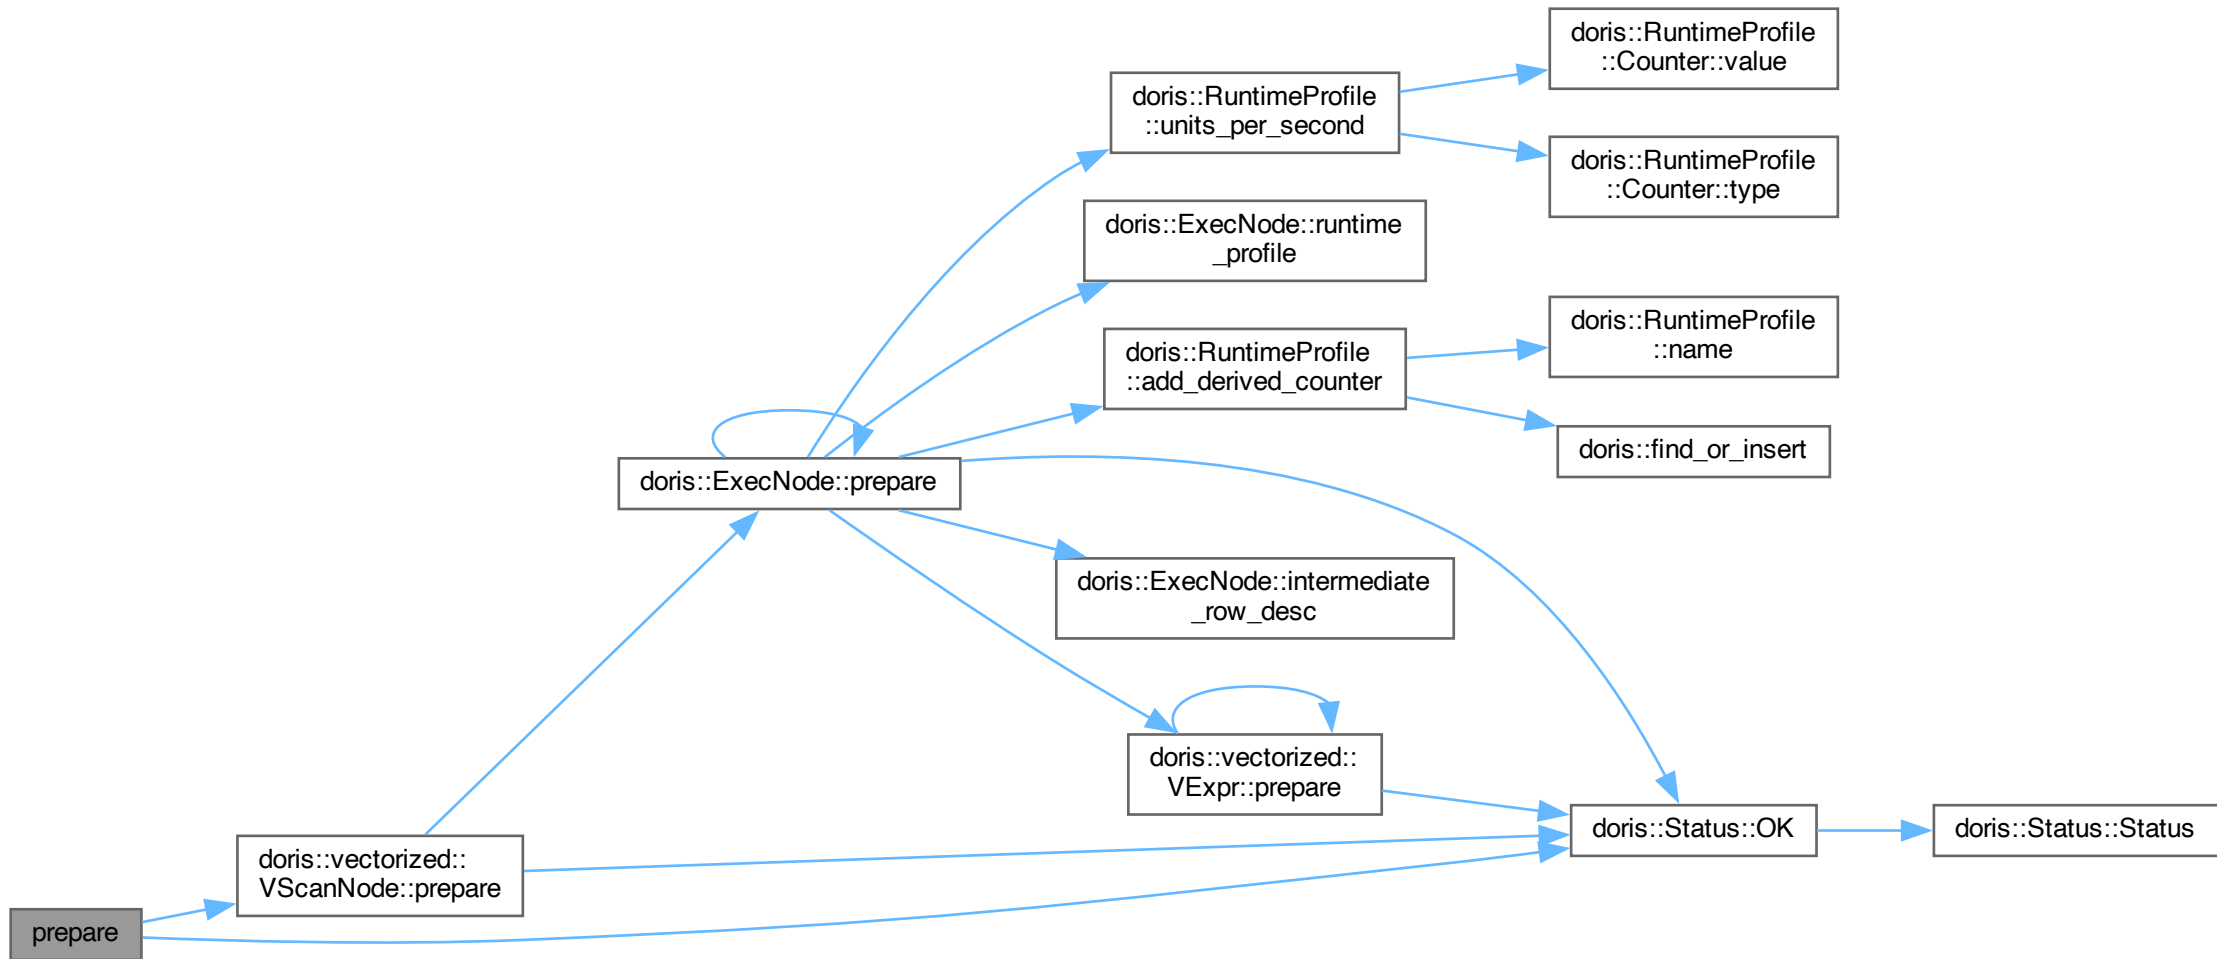 doris::RuntimeProfile
::Counter::value
doris::RuntimeProfile
::units_per_second
doris::RuntimeProfile
::Counter::type
doris::ExecNode::runtime
_profile
doris::RuntimeProfile
::name
doris::RuntimeProfile
::add_derived_counter
doris::find_or_insert
doris::ExecNode::prepare
doris::ExecNode::intermediate
_row_desc
doris::vectorized::
VExpr::prepare
doris::Status::OK
doris::Status::Status
doris::vectorized::
VScanNode::prepare
prepare